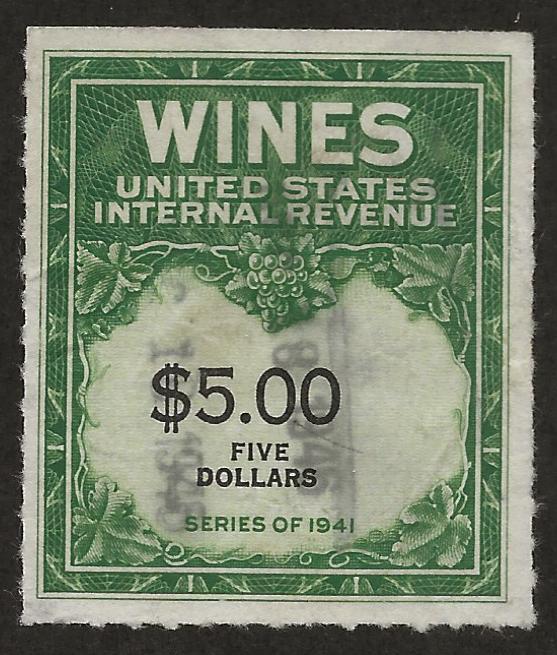 WINES
UNITED STATES
INTERNAL REVENUE
$5.00
FIVE
DOLLARS
SERIES OF 1941